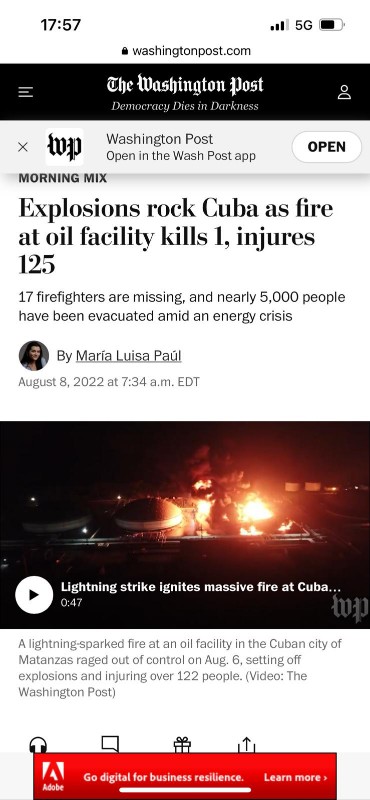 17:57
5G
washingtonpost.com
The Washington Post
Democracy Dies in Darkness
wp
Washington Post
Open in the Wash Post app
OPEN
MORNING MIX
Explosions rock Cuba as fire
at oil facility kills 1, injures
125
17 firefighters are missing, and nearly 5,000 people
have been evacuated amid an energy crisis
By María Luisa Paúl
August 8, 2022 at 7:34 a.m. EDT
Lightning strike ignites massive fire at Cuba…
0:47
wp
A lightning-sparked fire at an oil facility in the Cuban city of
Matanzas raged out of control on Aug. 6, setting off
explosions and injuring over 122 people. (Video: The
Washington Post)
Adobe
Go digital for business resilience.
Learn more ›